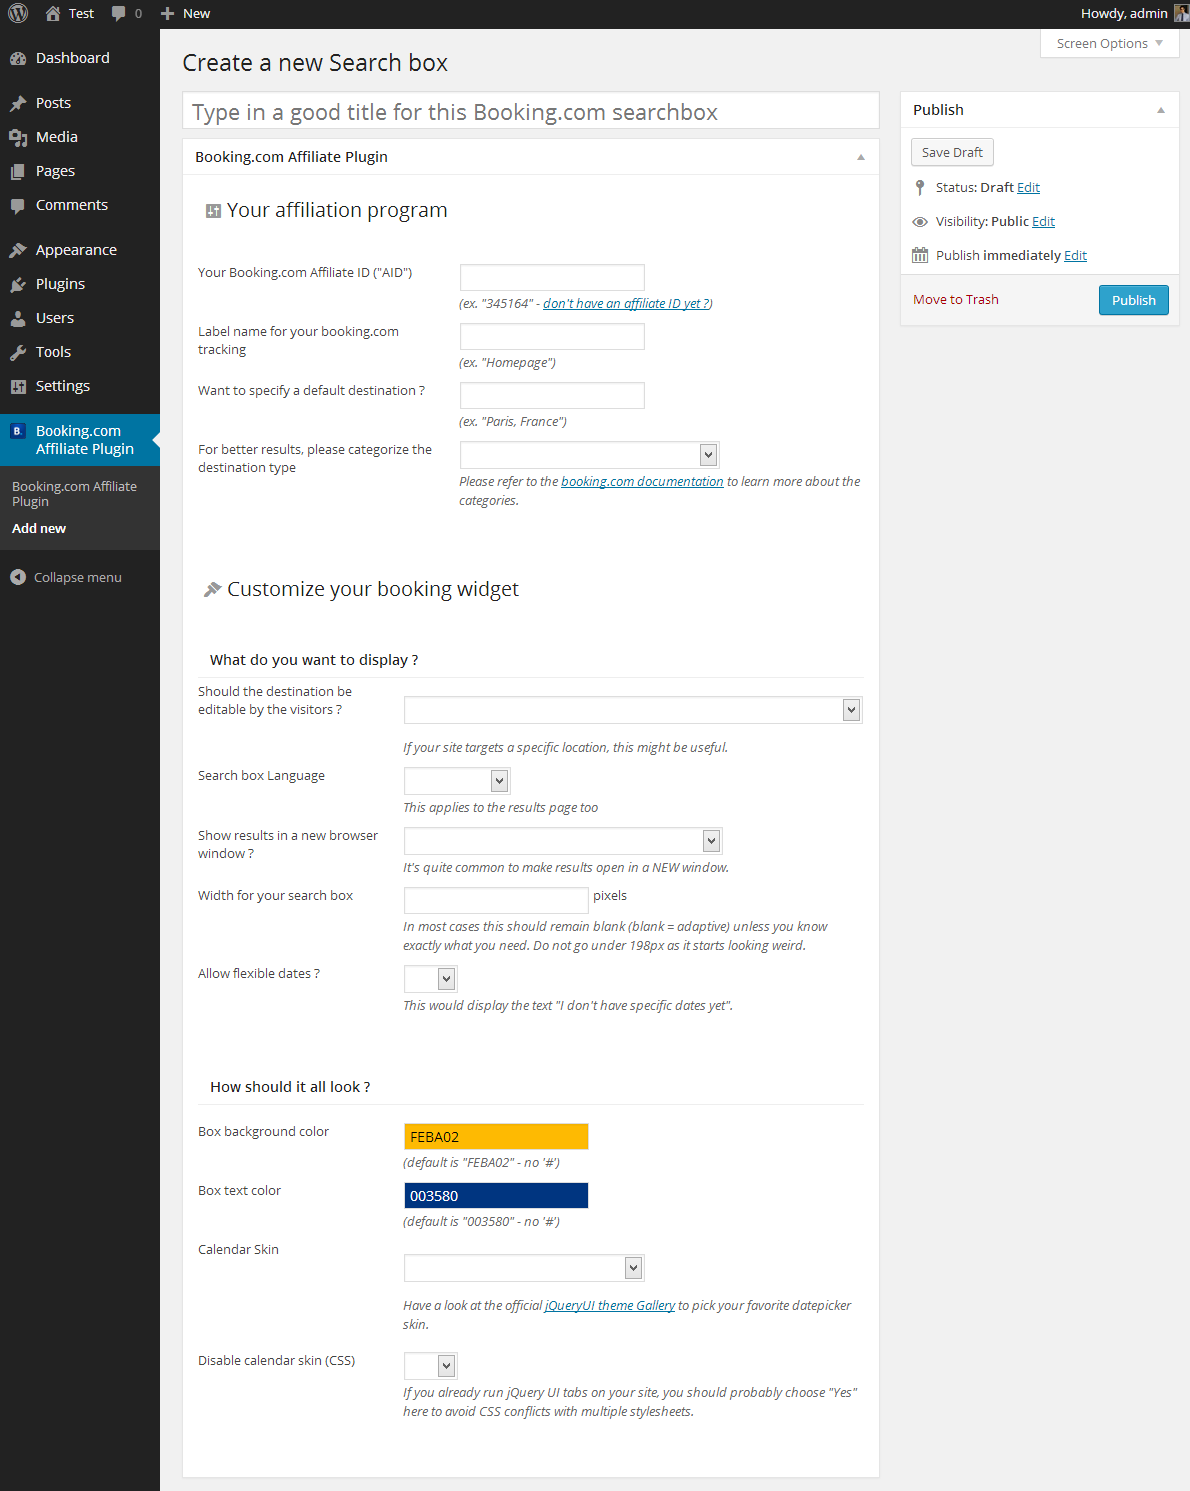 Test 0 New Howdy, admin
Screen Options
Dashboard
Posts
Media
Pages
Comments
Appearance
Plugins
Users
Tools
Settings
B. Booking.com
Affiliate Plugin
Booking.com Affiliate
Plugin
Add new
Collapse menu
Create a new Search box
Type in a good title for this Booking.com searchbox
Booking.com Affiliate Plugin
Your affiliation program
Your Booking.com Affiliate ID ("AID")
(ex. "345164" - don't have an affiliate ID yet ?)
Label name for your booking.com
tracking
(ex. "Homepage")
Want to specify a default destination ?
(ex. "Paris, France")
For better results, please categorize the
destination type
Please refer to the booking.com documentation to learn more about the
categories.
Customize your booking widget
What do you want to display ?
Should the destination be
editable by the visitors ?
If your site targets a specific location, this might be useful.
Search box Language
This applies to the results page too
Show results in a new browser
window ?
It's quite common to make results open in a NEW window.
Width for your search box
pixels
In most cases this should remain blank (blank = adaptive) unless you know
exactly what you need. Do not go under 198px as it starts looking weird.
Allow flexible dates ?
This would display the text "I don't have specific dates yet".
How should it all look ?
Box background color
FEBA02
(default is "FEBA02" - no '#')
Box text color
003580
(default is "003580" - no '#')
Calendar Skin
Have a look at the official jQueryUI theme Gallery to pick your favorite datepicker
skin.
Disable calendar skin (CSS)
If you already run jQuery UI tabs on your site, you should probably choose "Yes"
here to avoid CSS conflicts with multiple stylesheets.
Publish
Save Draft
Status: Draft Edit
Visibility: Public Edit
Publish immediately Edit
Move to Trash
Publish